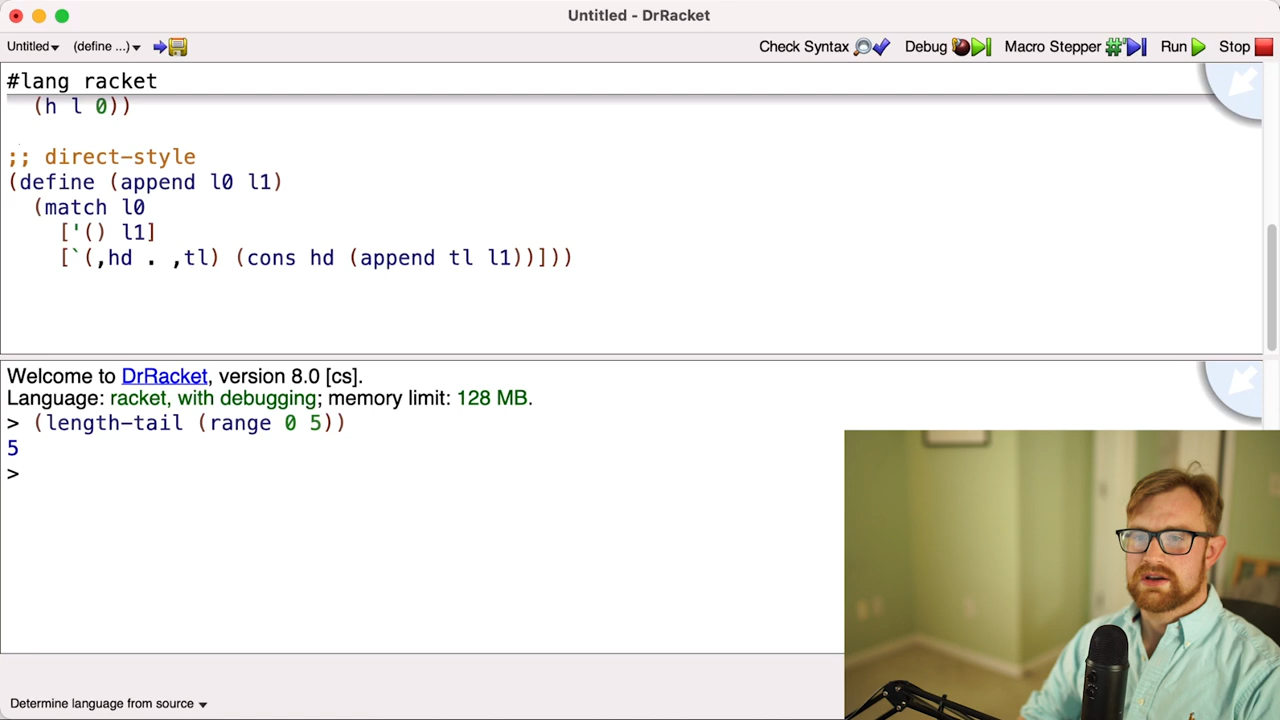 Untitled - DrRacket
Untitled (define ...) Check Syntax Debug Macro Stepper Run Stop
#lang racket
(h l 0))
;; direct-style
(define (append l0 l1)
(match l0
['() l1]
[`(,hd . ,tl) (cons hd (append tl l1))]))
Welcome to DrRacket, version 8.0 [cs].
Language: racket, with debugging; memory limit: 128 MB.
> (length-tail (range 0 5))
5
>
Determine language from source